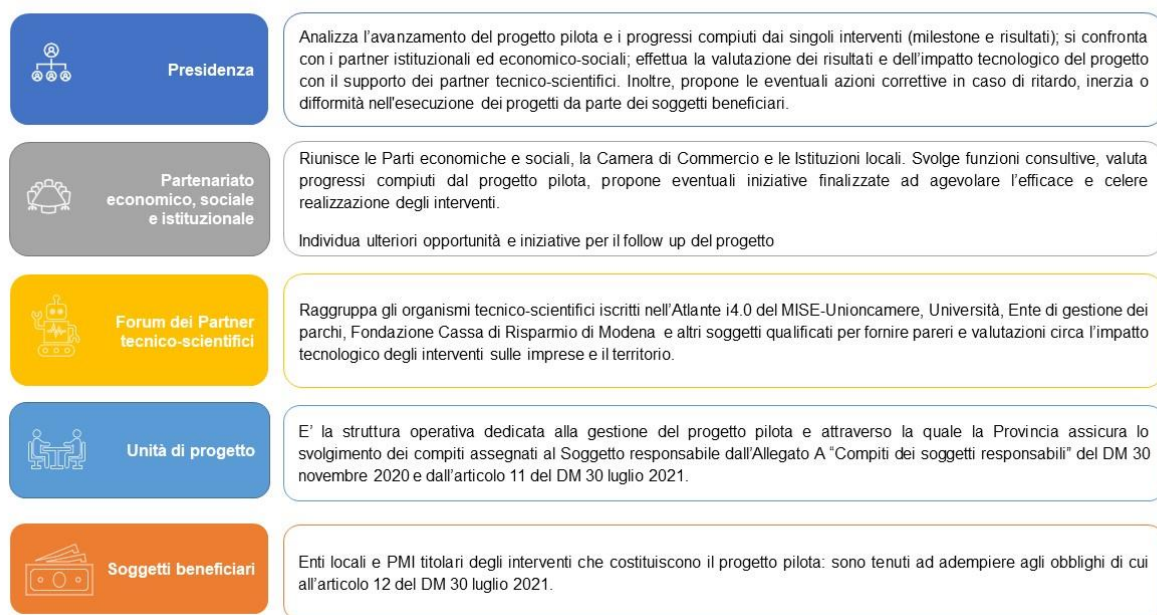 Presidenza
Analizza l’avanzamento del progetto pilota e i progressi compiuti dai singoli interventi (milestone e risultati); si confronta
con i partner istituzionali ed economico-sociali; effettua la valutazione dei risultati e dell’impatto tecnologico del progetto
con il supporto dei partner tecnico-scientifici. Inoltre, propone le eventuali azioni correttive in caso di ritardo, inerzia o
difformità nell'esecuzione dei progetti da parte dei soggetti beneficiari.
Partenariato
economico, sociale
e istituzionale
Riunisce le Parti economiche e sociali, la Camera di Commercio e le Istituzioni locali. Svolge funzioni consultive, valuta
progressi compiuti dal progetto pilota, propone eventuali iniziative finalizzate ad agevolare l’efficace e celere
realizzazione degli interventi.
Individua ulteriori opportunità e iniziative per il follow up del progetto
Forum dei Partner
tecnico-scientifici
Raggruppa gli organismi tecnico-scientifici iscritti nell’Atlante i4.0 del MISE-Unioncamere, Università, Ente di gestione dei
parchi, Fondazione Cassa di Risparmio di Modena e altri soggetti qualificati per fornire pareri e valutazioni circa l’impatto
tecnologico degli interventi sulle imprese e il territorio.
Unità di progetto
E’ la struttura operativa dedicata alla gestione del progetto pilota e attraverso la quale la Provincia assicura lo
svolgimento dei compiti assegnati al Soggetto responsabile dall’Allegato A “Compiti dei soggetti responsabili” del DM 30
novembre 2020 e dall’articolo 11 del DM 30 luglio 2021.
Soggetti beneficiari
Enti locali e PMI titolari degli interventi che costituiscono il progetto pilota: sono tenuti ad adempiere agli obblighi di cui
all’articolo 12 del DM 30 luglio 2021.